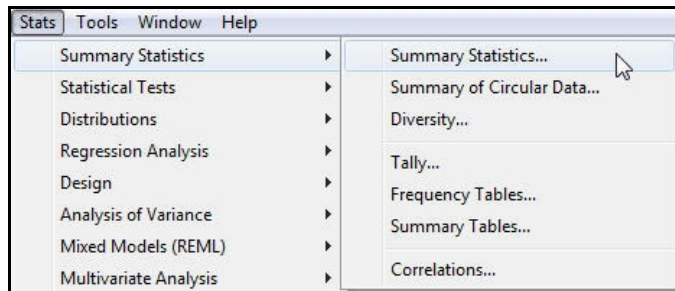 Stats Tools Window Help
Summary Statistics
Statistical Tests
Distributions
Regression Analysis
Design
Analysis of Variance
Mixed Models (REML)
Multivariate Analysis
Summary Statistics...
Summary of Circular Data...
Diversity...
Tally...
Frequency Tables...
Summary Tables...
Correlations...